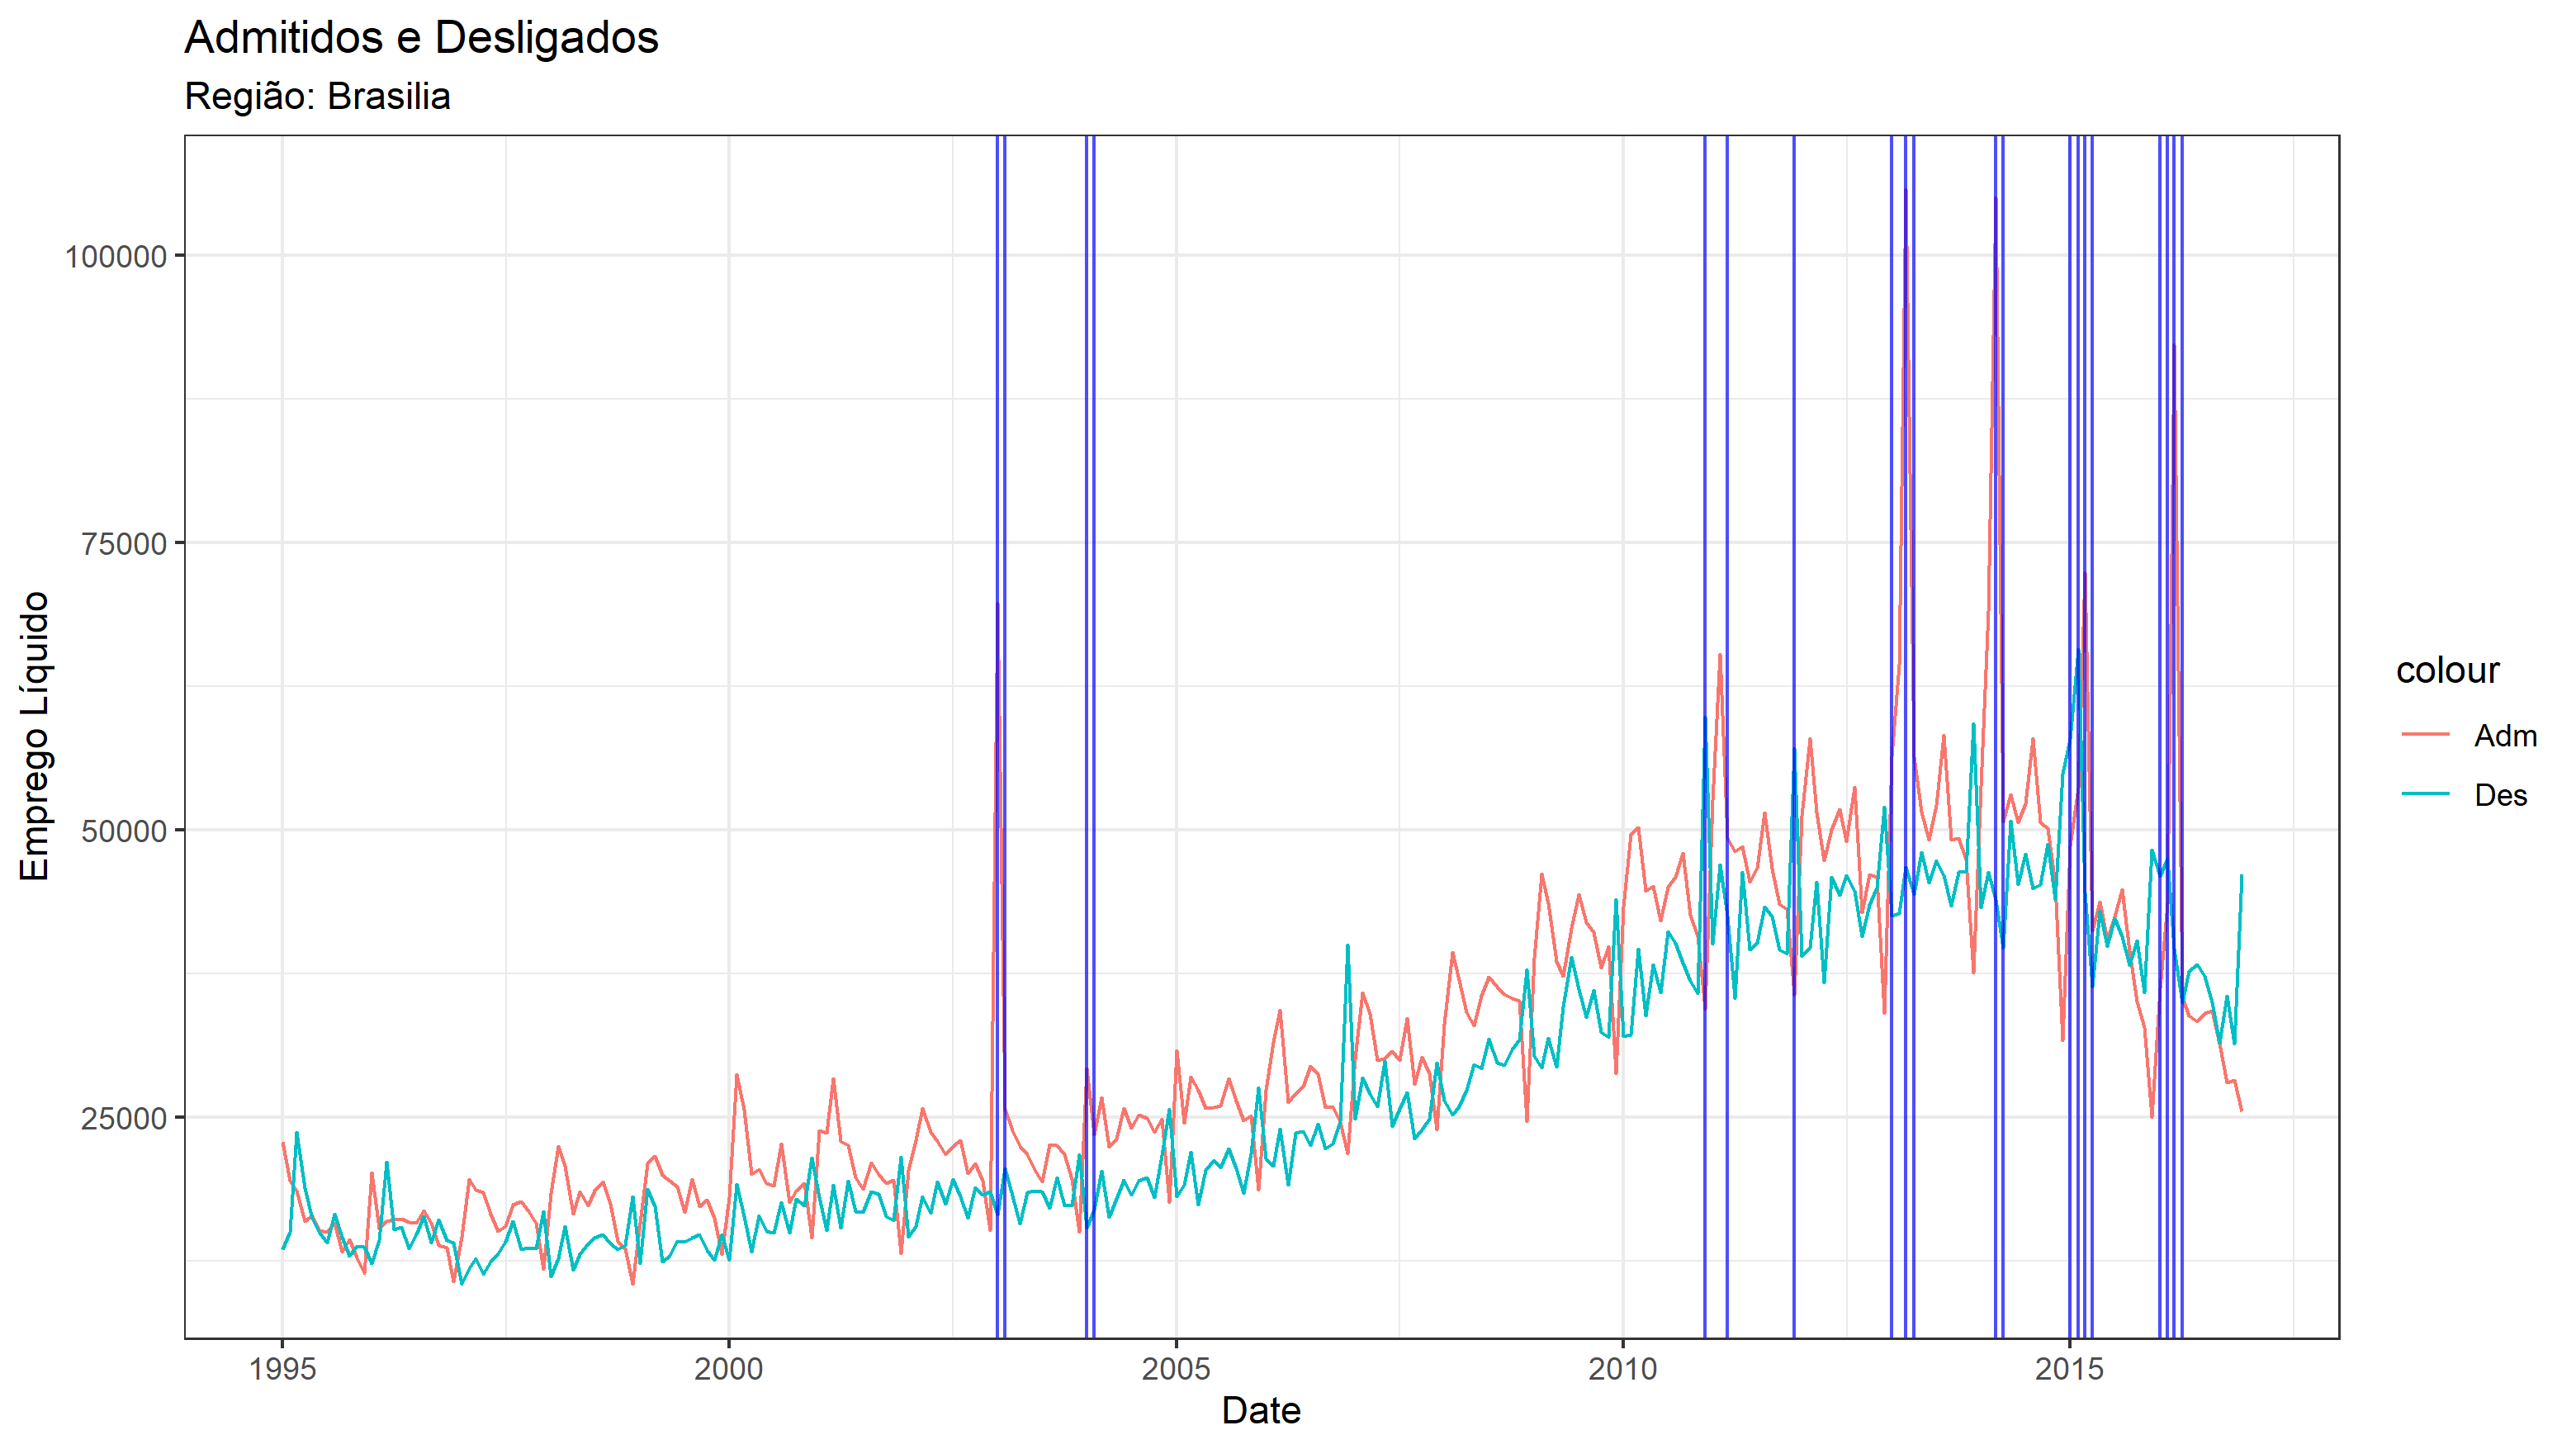 Admitidos e Desligados
Região: Brasilia
Emprego Líquido
100000
75000
50000
25000
1995
2000
2005
2010
2015
Date
colour
Adm
Des